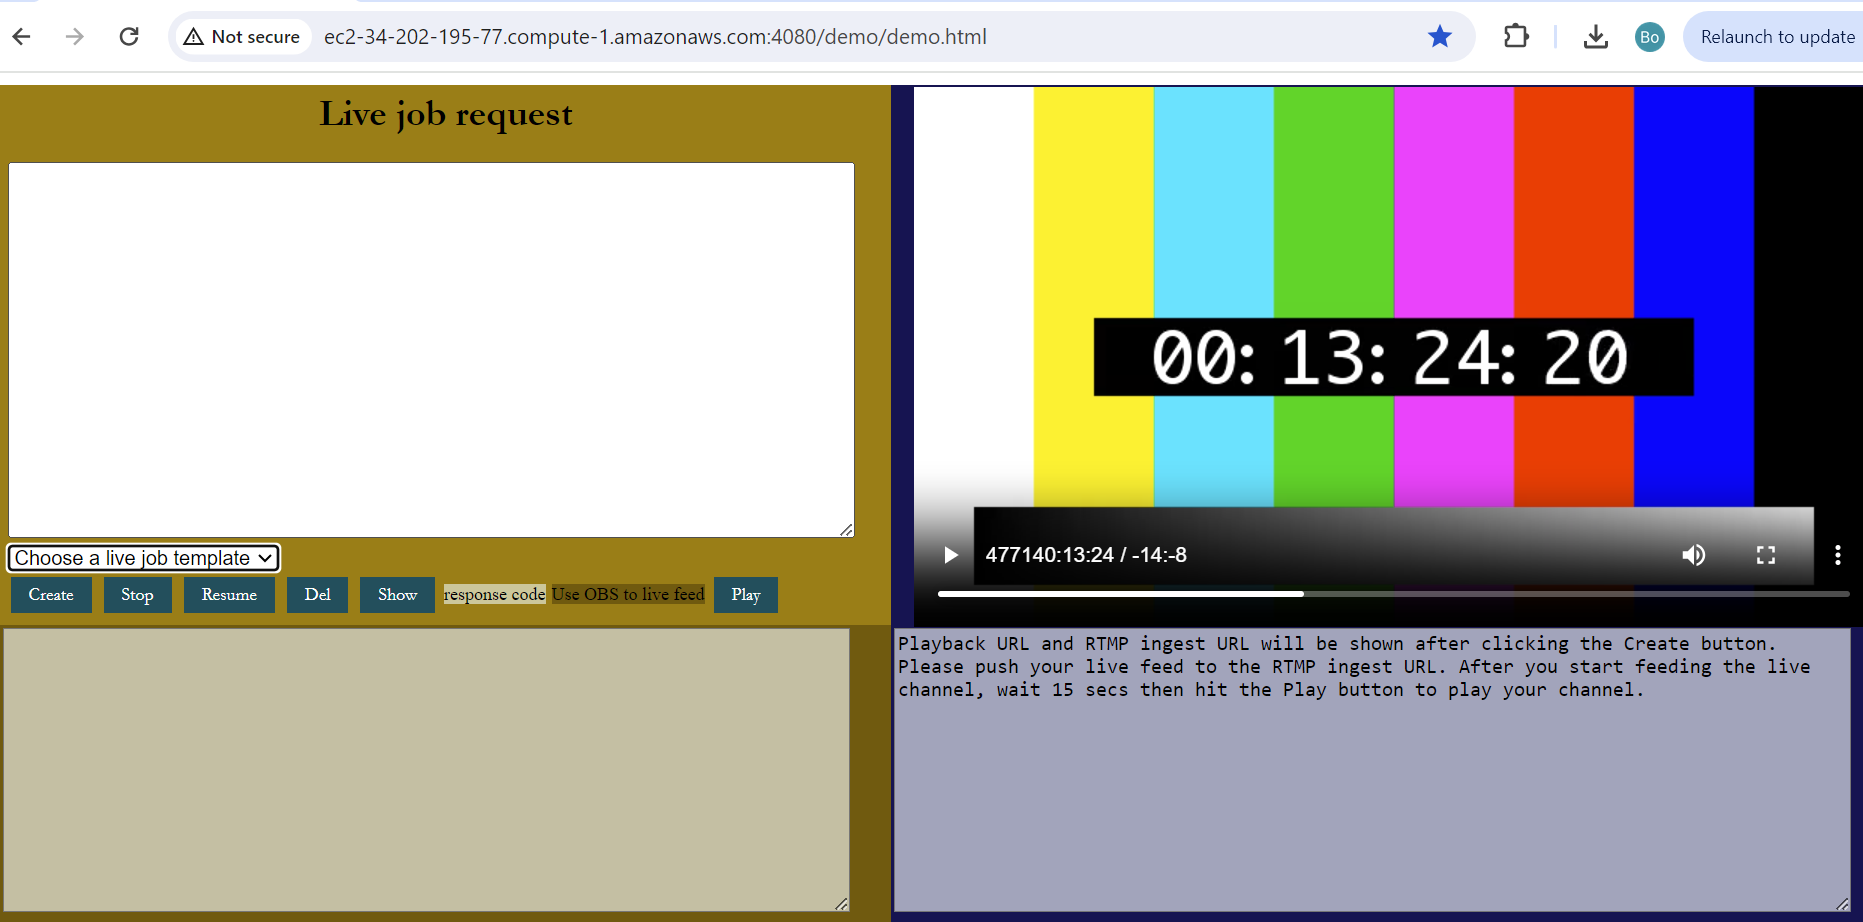 Not secure
ec2-34-202-195-77.compute-1.amazonaws.com:4080/demo/demo.html
Bo
Relaunch to update
Live job request
Choose a live job template
Create
Stop
Resume
Del
Show
response code
Use OBS to live feed
Play
00:13:24:20
477140:13:24 / -14:-8
Playback URL and RTMP ingest URL will be shown after clicking the Create button.
Please push your live feed to the RTMP ingest URL. After you start feeding the live
channel, wait 15 secs then hit the Play button to play your channel.